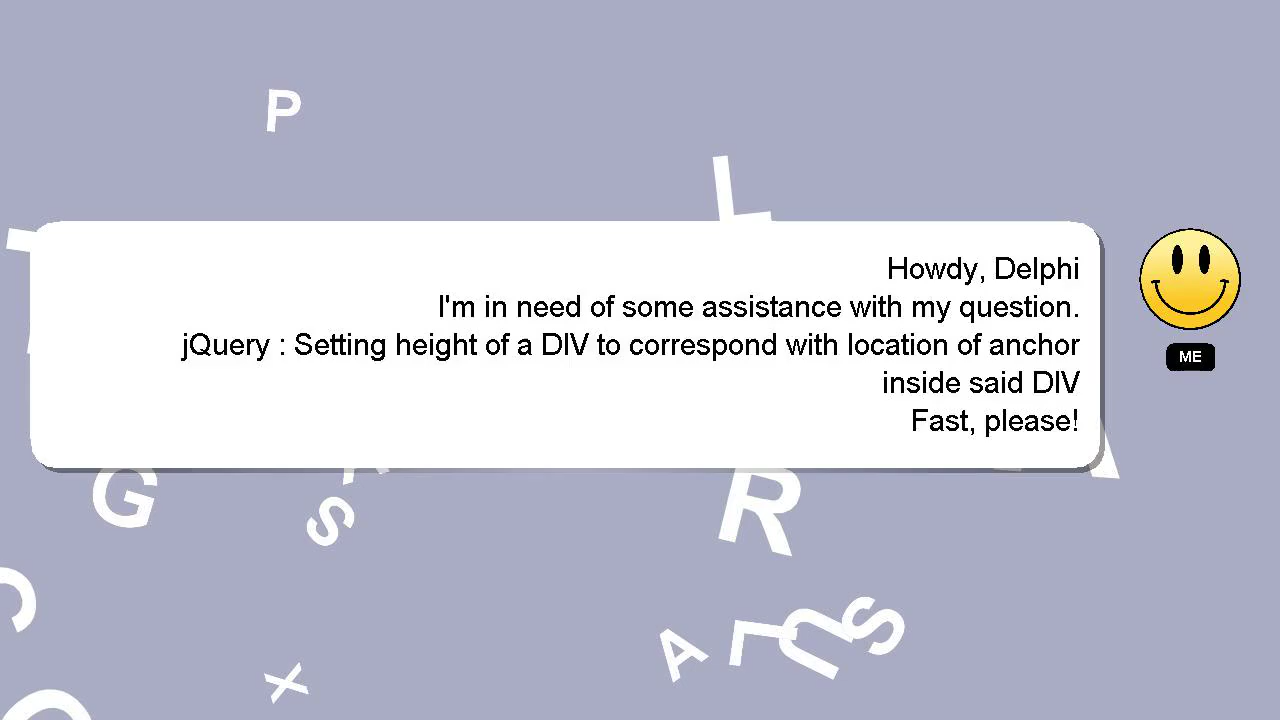 P
L
Howdy, Delphi
I'm in need of some assistance with my question.
jQuery : Setting height of a DIV to correspond with location of anchor
inside said DIV
Fast, please!
ME
G
S
R
A
L
U
S
X